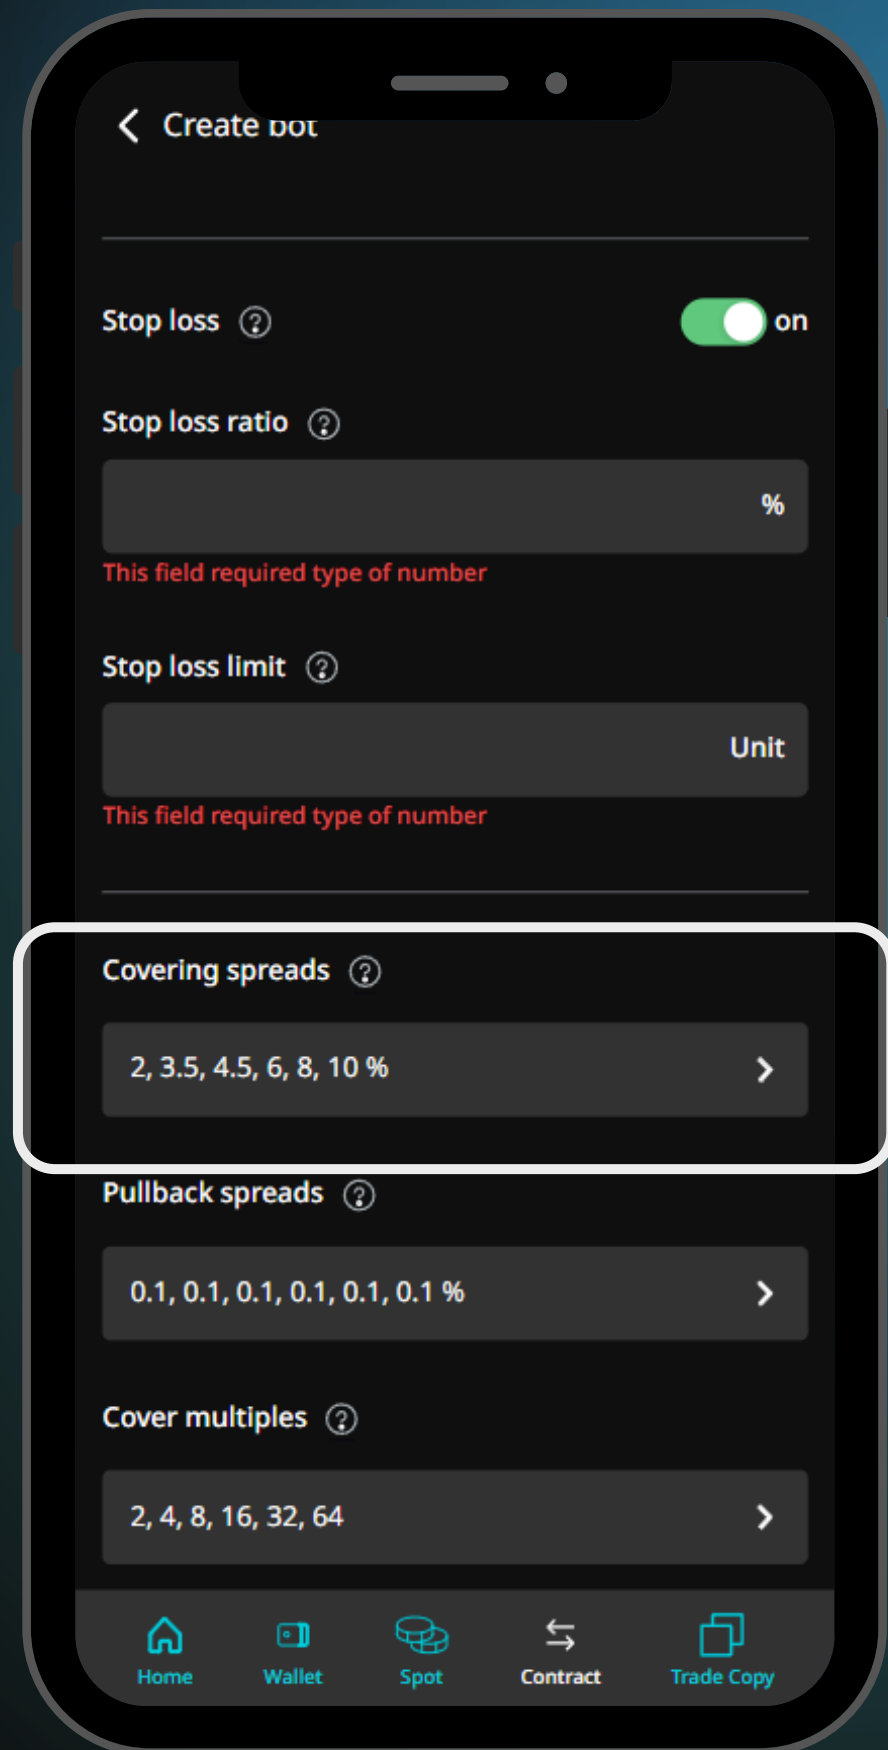 Create bot
Stop loss
on
Stop loss ratio
%
This field required type of number
Stop loss limit
Unit
This field required type of number
Covering spreads
2, 3.5, 4.5, 6, 8, 10 %
Pullback spreads
0.1, 0.1, 0.1, 0.1, 0.1, 0.1 %
Cover multiples
2, 4, 8, 16, 32, 64
Home
Wallet
Spot
Contract
Trade Copy